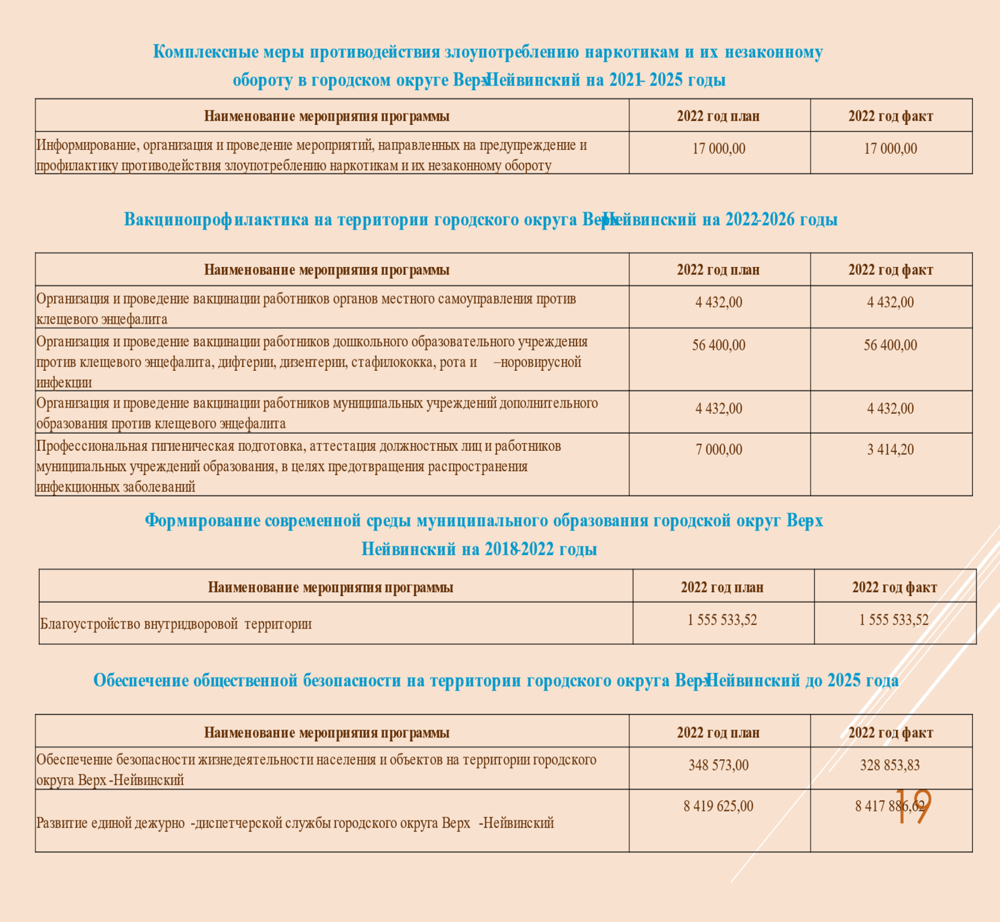 Комплексные меры противодействия злоупотреблению наркотикам и их незаконному
обороту в городском округе Верх-Нейвинский на 2021- 2025 годы
Наименование мероприятия программы 2022 год план 2022 год факт
Информирование, организация и проведение мероприятий, направленных на предупреждение и
профилактику противодействия злоупотреблению наркотикам и их незаконному обороту
17 000,00 17 000,00
Вакцинопрофилактика на территории городского округа Верх-Нейвинский на 2022-2026 годы
Наименование мероприятия программы 2022 год план 2022 год факт
Организация и проведение вакцинации работников органов местного самоуправления против
клещевого энцефалита
4 432,00 4 432,00
Организация и проведение вакцинации работников дошкольного образовательного учреждения
против клещевого энцефалита, дифтерии, дизентерии, стафилококка, рота и –норовирусной
инфекции
56 400,00 56 400,00
Организация и проведение вакцинации работников муниципальных учреждений дополнительного
образования против клещевого энцефалита
4 432,00 4 432,00
Профессиональная гигиеническая подготовка, аттестация должностных лиц и работников
муниципальных учреждений образования, в целях предотвращения распространения
инфекционных заболеваний
7 000,00 3 414,20
Формирование современной среды муниципального образования городской округ Верх-
Нейвинский на 2018-2022 годы
Наименование мероприятия программы 2022 год план 2022 год факт
Благоустройство внутридворовой территории 1 555 533,52 1 555 533,52
Обеспечение общественной безопасности на территории городского округа Верх-Нейвинский до 2025 года
Наименование мероприятия программы 2022 год план 2022 год факт
Обеспечение безопасности жизнедеятельности населения и объектов на территории городского
округа Верх -Нейвинский
348 573,00 328 853,83
Развитие единой дежурно -диспетчерской службы городского округа Верх -Нейвинский
8 419 625,00 8 417 886,62
19